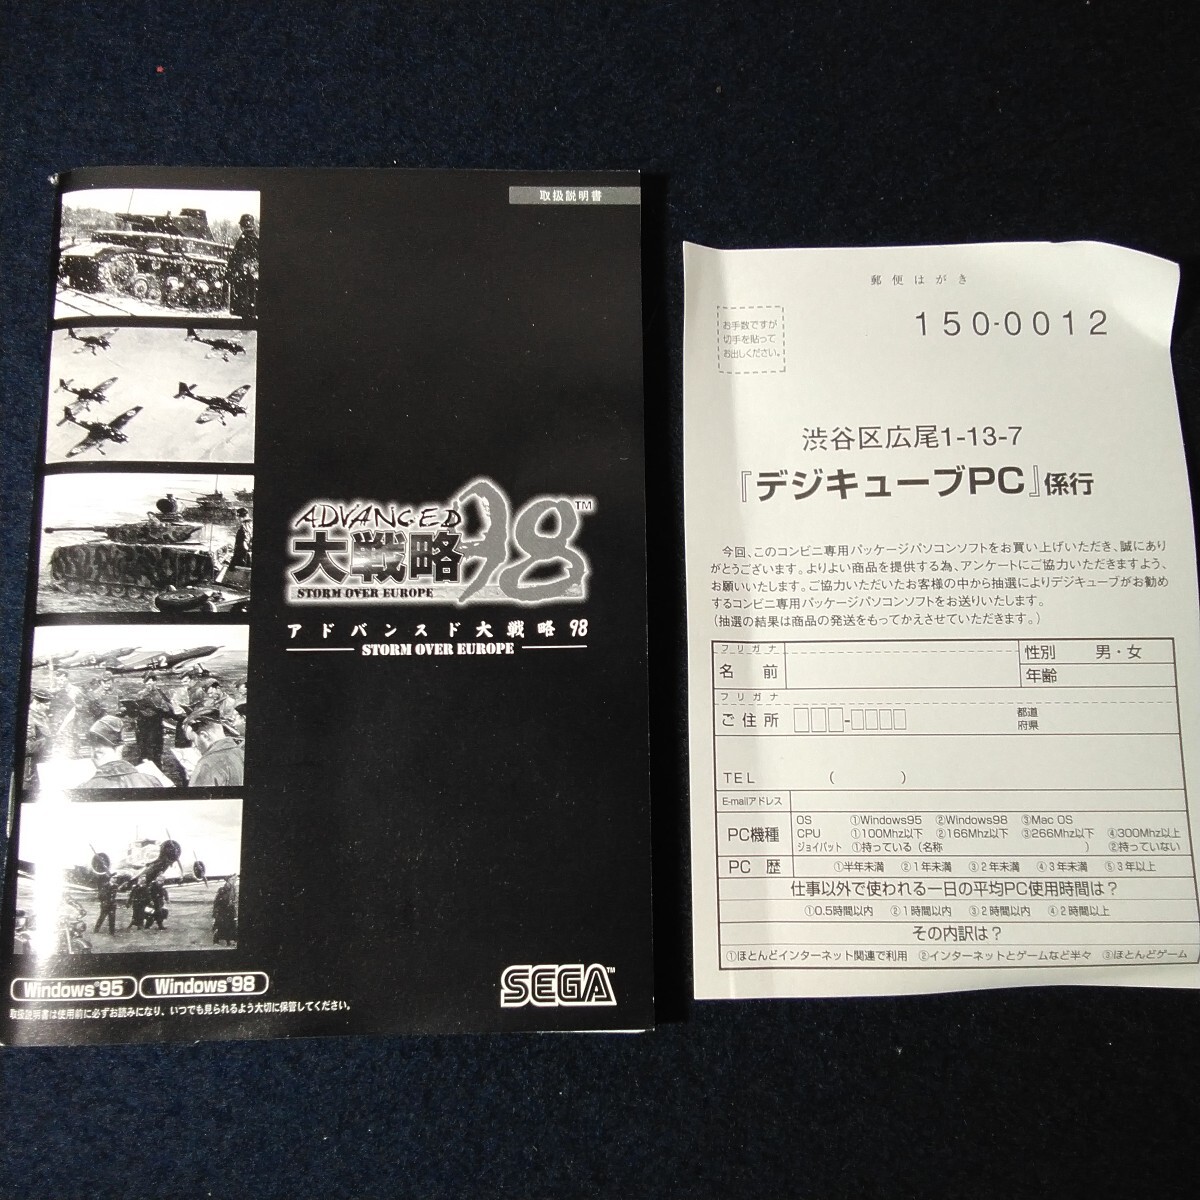 取扱説明書
ADVANCED
大戦略 98™
STORM OVER EUROPE
アドバンスド大戦略 98
STORM OVER EUROPE
Windows®95 Windows®98
取扱説明書は使用前に必ずお読みになり、いつでも見られるよう大切に保管してください。
SEGA™
郵便はがき
お手数ですが
切手を貼って
お出しください。
150-0012
渋谷区広尾1-13-7
『デジキューブPC』係行
今回、このコンビニ専用パッケージパソコンソフトをお買い上げいただき、誠にあり
がとうございます。よりよい商品を提供する為、アンケートにご協力いただきますよう、
お願いいたします。ご協力いただいたお客様の中から抽選によりデジキューブがお勧め
するコンビニ専用パッケージパソコンソフトをお送りいたします。
(抽選の結果は商品の発送をもってかえさせていただきます。)
フリガナ
名 前
性別 男・女
年齢
フリガナ
ご住所
都道
府県
TEL ( )
E-mailアドレス
PC機種
OS ①Windows95 ②Windows98 ③Mac OS
CPU ①100Mhz以下 ②166Mhz以下 ③266Mhz以下 ④300Mhz以上
ジョイパット ①持っている (名称 ) ②持っていない
PC 歴 ①半年未満 ②1年未満 ③2年未満 ④3年未満 ⑤3年以上
仕事以外で使われる一日の平均PC使用時間は?
①0.5時間以内 ②1時間以内 ③2時間以内 ④2時間以上
その内訳は?
①ほとんどインターネット関連で利用 ②インターネットとゲームなど半々 ③ほとんどゲーム